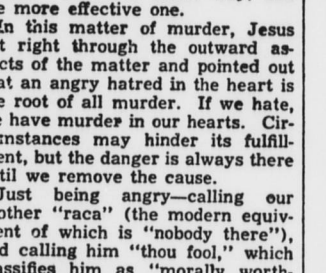 e more effective one.
In this matter of murder, Jesus
t right through the outward as-
cts of the matter and pointed out
at an angry hatred in the heart is
e root of all murder. If we hate,
have murder in our hearts. Cir-
mstances may hinder its fulfill-
ent, but the danger is always there
til we remove the cause.
Just being angry—calling our
other "raca" (the modern equiv-
ent of which is "nobody there"),
d calling him "thou fool," which
assifies him as "morally worth-